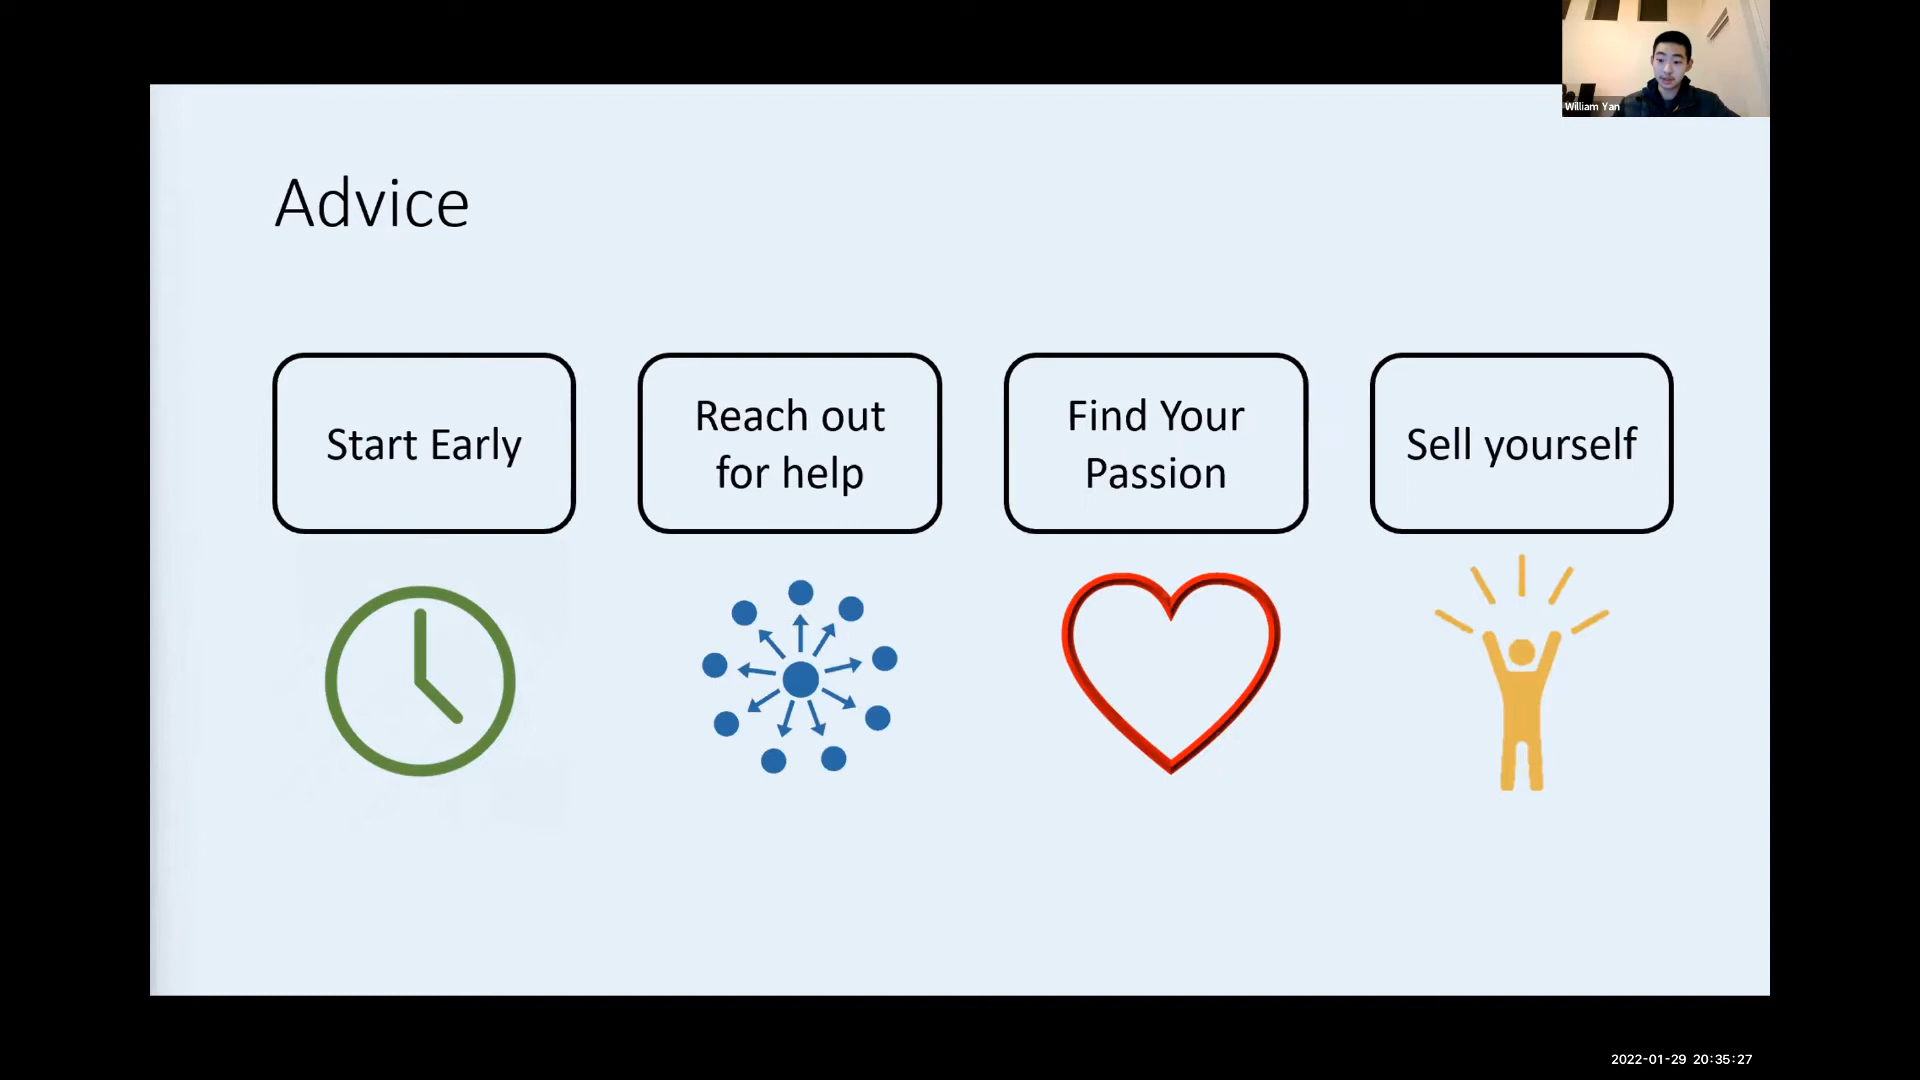 William Yan
Advice
Start Early
Reach out
for help
Find Your
Passion
Sell yourself
2022-01-29 20:35:27